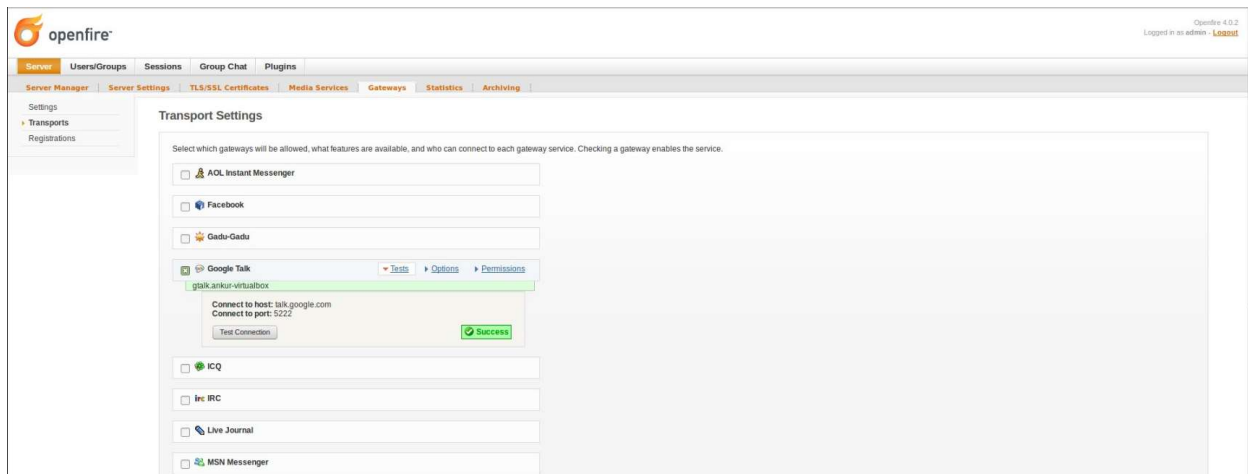 openfire™
Openfire 4.0.2
Logged in as admin - Logout
Server Users/Groups Sessions Group Chat Plugins
Server Manager Server Settings TLS/SSL Certificates Media Services Gateways Statistics Archiving
Settings
Transports
Registrations
Transport Settings
Select which gateways will be allowed, what features are available, and who can connect to each gateway service. Checking a gateway enables the service.
AOL Instant Messenger
Facebook
Gadu-Gadu
Google Talk Tests Options Permissions
gtalk.ankur-virtualbox
Connect to host: talk.google.com
Connect to port: 5222
Test Connection Success
ICQ
irc IRC
Live Journal
MSN Messenger